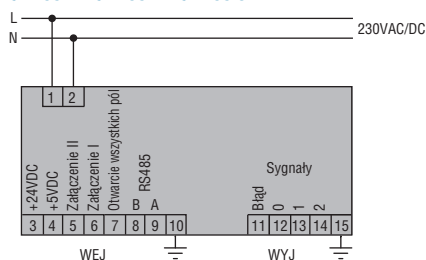 L
N
230VAC/DC
1 2
+24VDC
+5VDC
Załączenie II
Załączenie I
Otwarcie wszystkich pól
B A
RS485
Sygnały
Błąd
0
1
2
3 4 5 6 7 8 9 10
11 12 13 14 15
WEJ
WYJ